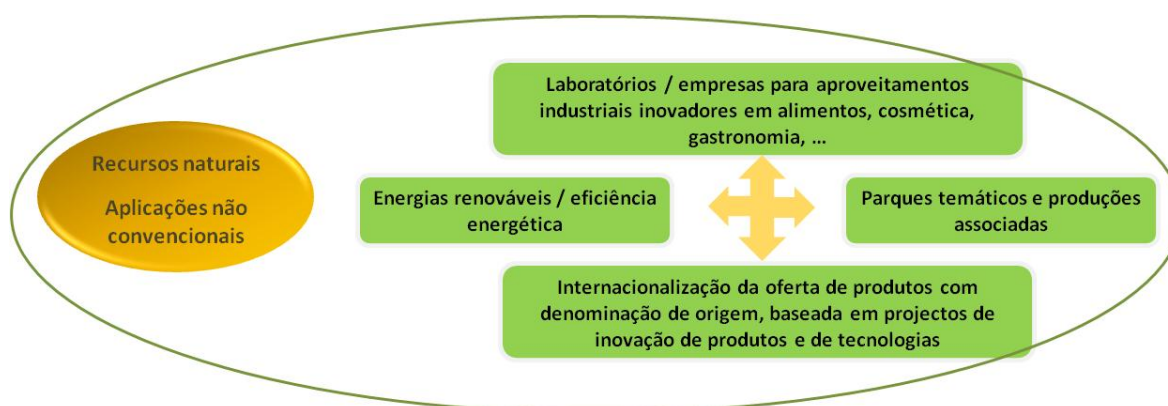 Laboratórios / empresas para aproveitamentos
industriais inovadores em alimentos, cosmética,
gastronomia, ...
Recursos naturais
Aplicações não
convencionais
Energias renováveis / eficiência
energética
Parques temáticos e produções
associadas
Internacionalização da oferta de produtos com
denominação de origem, baseada em projectos de
inovação de produtos e de tecnologias